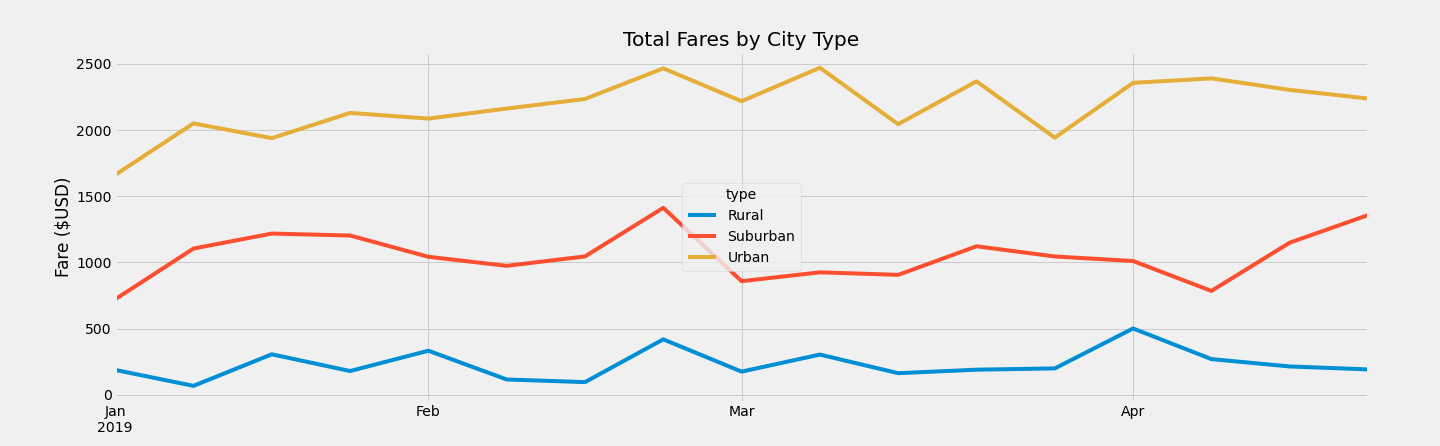 Total Fares by City Type
Fare ($USD)
2500
2000
1500
1000
500
0
type
Rural
Suburban
Urban
Jan
2019
Feb
Mar
Apr